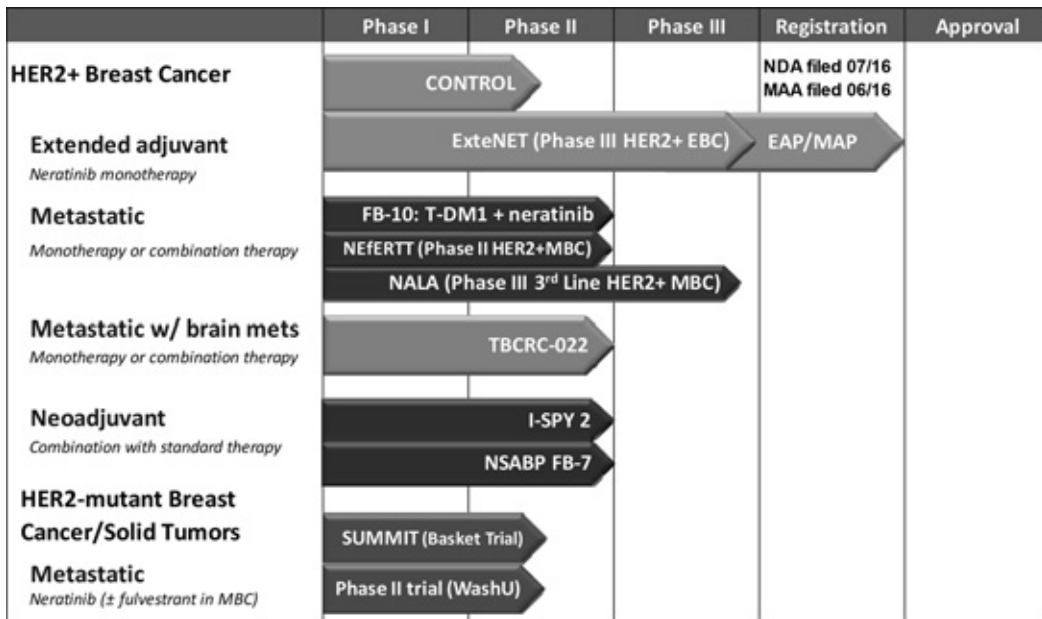 Phase I Phase II Phase III Registration Approval
HER2+ Breast Cancer
CONTROL
NDA filed 07/16
MAA filed 06/16
Extended adjuvant
Neratinib monotherapy
ExteNET (Phase III HER2+ EBC)
EAP/MAP
Metastatic
Monotherapy or combination therapy
FB-10: T-DM1 + neratinib
NEfERTT (Phase II HER2+MBC)
NALA (Phase III 3rd Line HER2+ MBC)
Metastatic w/ brain mets
Monotherapy or combination therapy
TBCRC-022
Neoadjuvant
Combination with standard therapy
I-SPY 2
NSABP FB-7
HER2-mutant Breast
Cancer/Solid Tumors
SUMMIT (Basket Trial)
Metastatic
Neratinib (± fulvestrant in MBC)
Phase II trial (WashU)